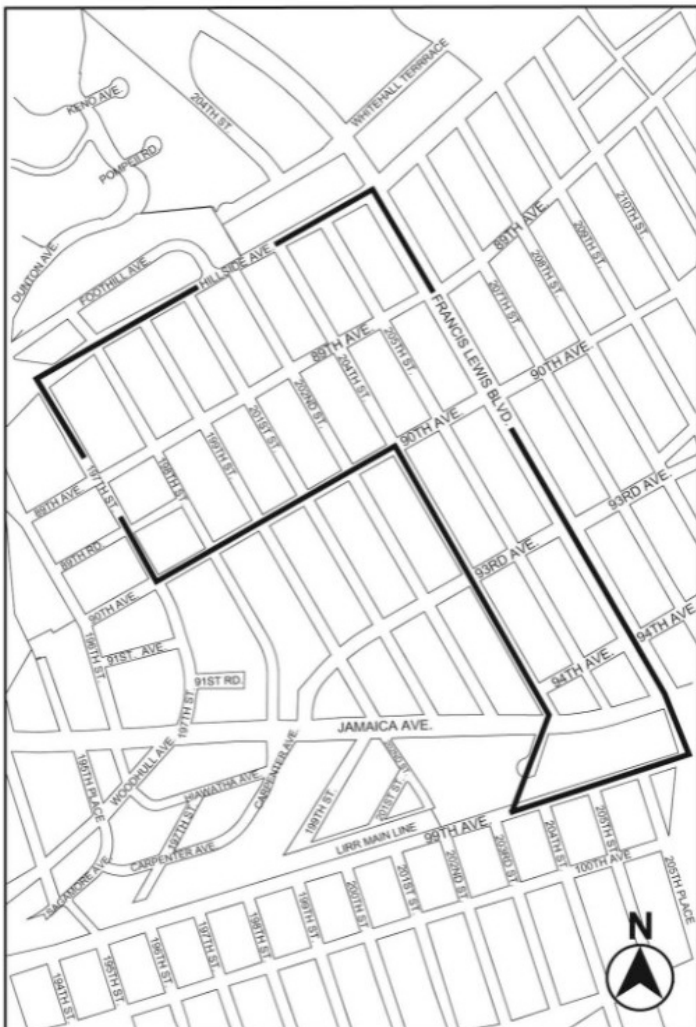 KENO AVE.
204TH ST.
WHITEHALL TERRRACE
POMPEII RD.
DUNTON AVE.
FOOTHILL AVE.
HILLSIDE AVE.
89TH AVE.
210TH ST.
209TH ST.
208TH ST.
207TH ST.
FRANCIS LEWIS BLVD.
89TH AVE.
205TH ST.
204TH ST.
202ND ST.
201ST ST.
199TH ST.
198TH ST.
197TH ST.
90TH AVE.
90TH AVE.
89TH AVE.
89TH RD.
90TH AVE.
93RD AVE.
93RD AVE.
94TH AVE.
94TH AVE.
196TH ST.
91ST. AVE.
91ST RD.
197TH ST.
JAMAICA AVE.
WOODHULL AVE.
195TH PLACE
HIAWATHA AVE.
CARPENTER AVE.
197TH ST.
199TH ST.
201ST ST.
202ND ST.
CARPENTER AVE.
SAGAMORE AVE.
LIRR MAIN LINE
99TH AVE.
100TH AVE
205TH ST.
204TH ST.
203RD ST.
202ND ST.
201ST ST.
200TH ST.
199TH ST.
198TH ST.
197TH ST.
196TH ST.
195TH ST.
194TH ST.
205TH PLACE
N